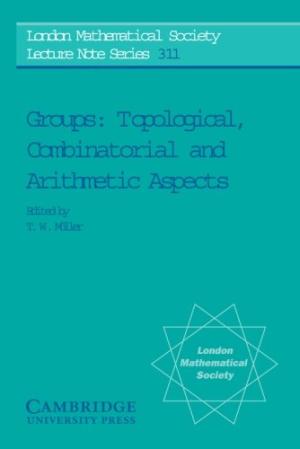 London Mathematical Society
Lecture Note Series 311
Groups: Topological,
Combinatorial and
Arithmetic Aspects
Edited by
T. W. Müller
London
Mathematical
Society
CAMBRIDGE
UNIVERSITY PRESS